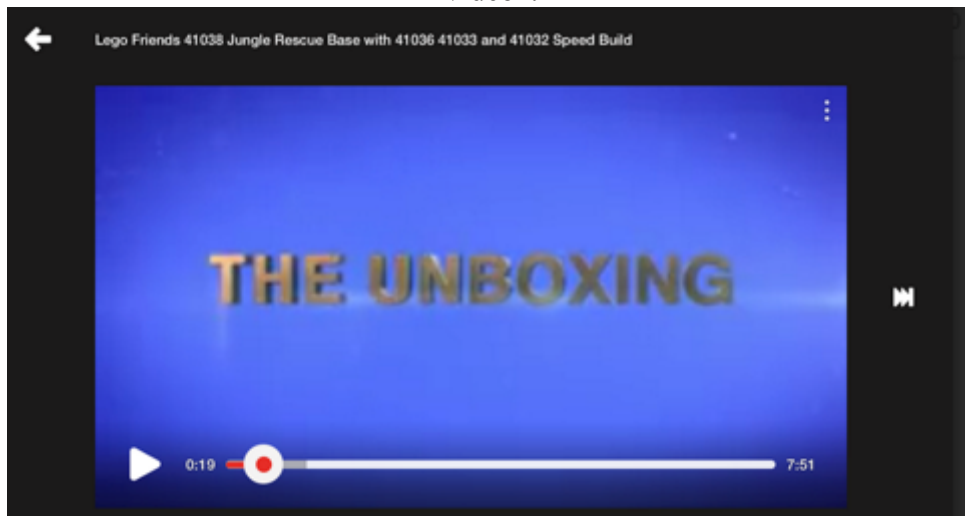 Lego Friends 41038 Jungle Rescue Base with 41036 41033 and 41032 Speed Build
THE UNBOXING
0:19
7:51